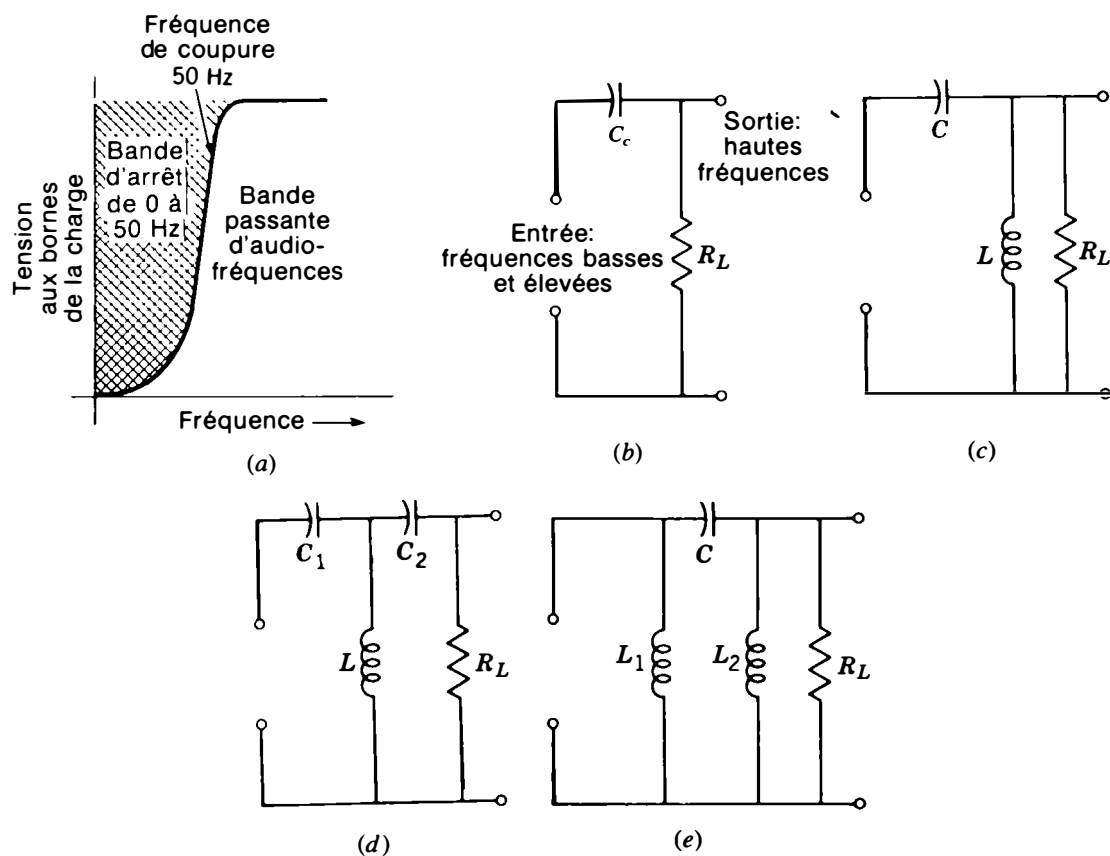 Fréquence
de coupure
50 Hz
Bande
d'arrêt
de 0 à
50 Hz
Bande
passante
d'audio-
fréquences
Tension
aux bornes
de la charge
Fréquence
(a)
C_c
Sortie:
hautes
fréquences
Entrée:
fréquences basses
et élevées
R_L
(b)
C
L
R_L
(c)
C_1
C_2
L
R_L
(d)
C
L_1
L_2
R_L
(e)